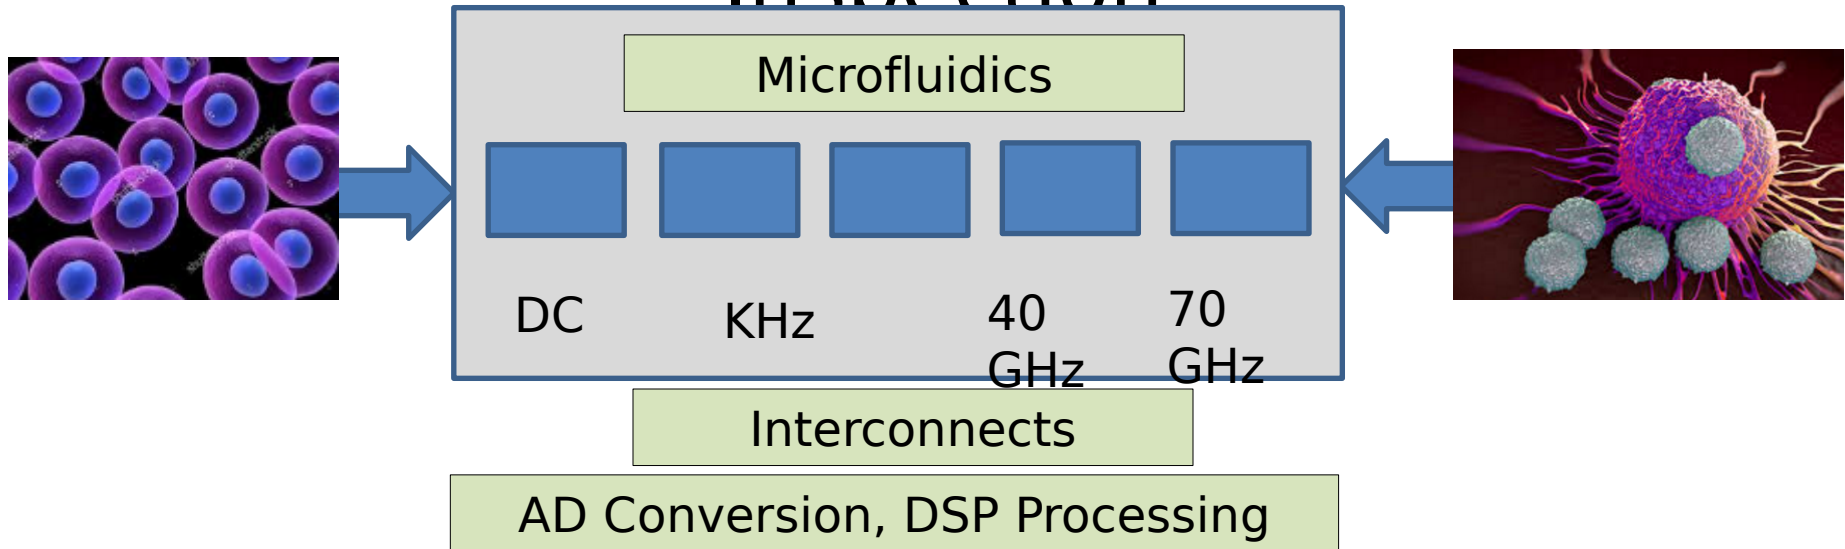 Microfluidics
DC
KHz
40
GHz
70
GHz
Interconnects
AD Conversion, DSP Processing